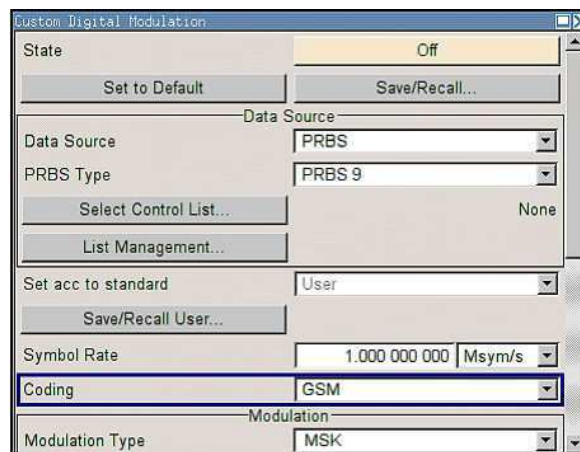 Custom Digital Modulation
State Off
Set to Default Save/Recall...
Data Source
Data Source PRBS
PRBS Type PRBS 9
Select Control List... None
List Management...
Set acc to standard User
Save/Recall User...
Symbol Rate 1.000 000 000 Msym/s
Coding GSM
Modulation
Modulation Type MSK